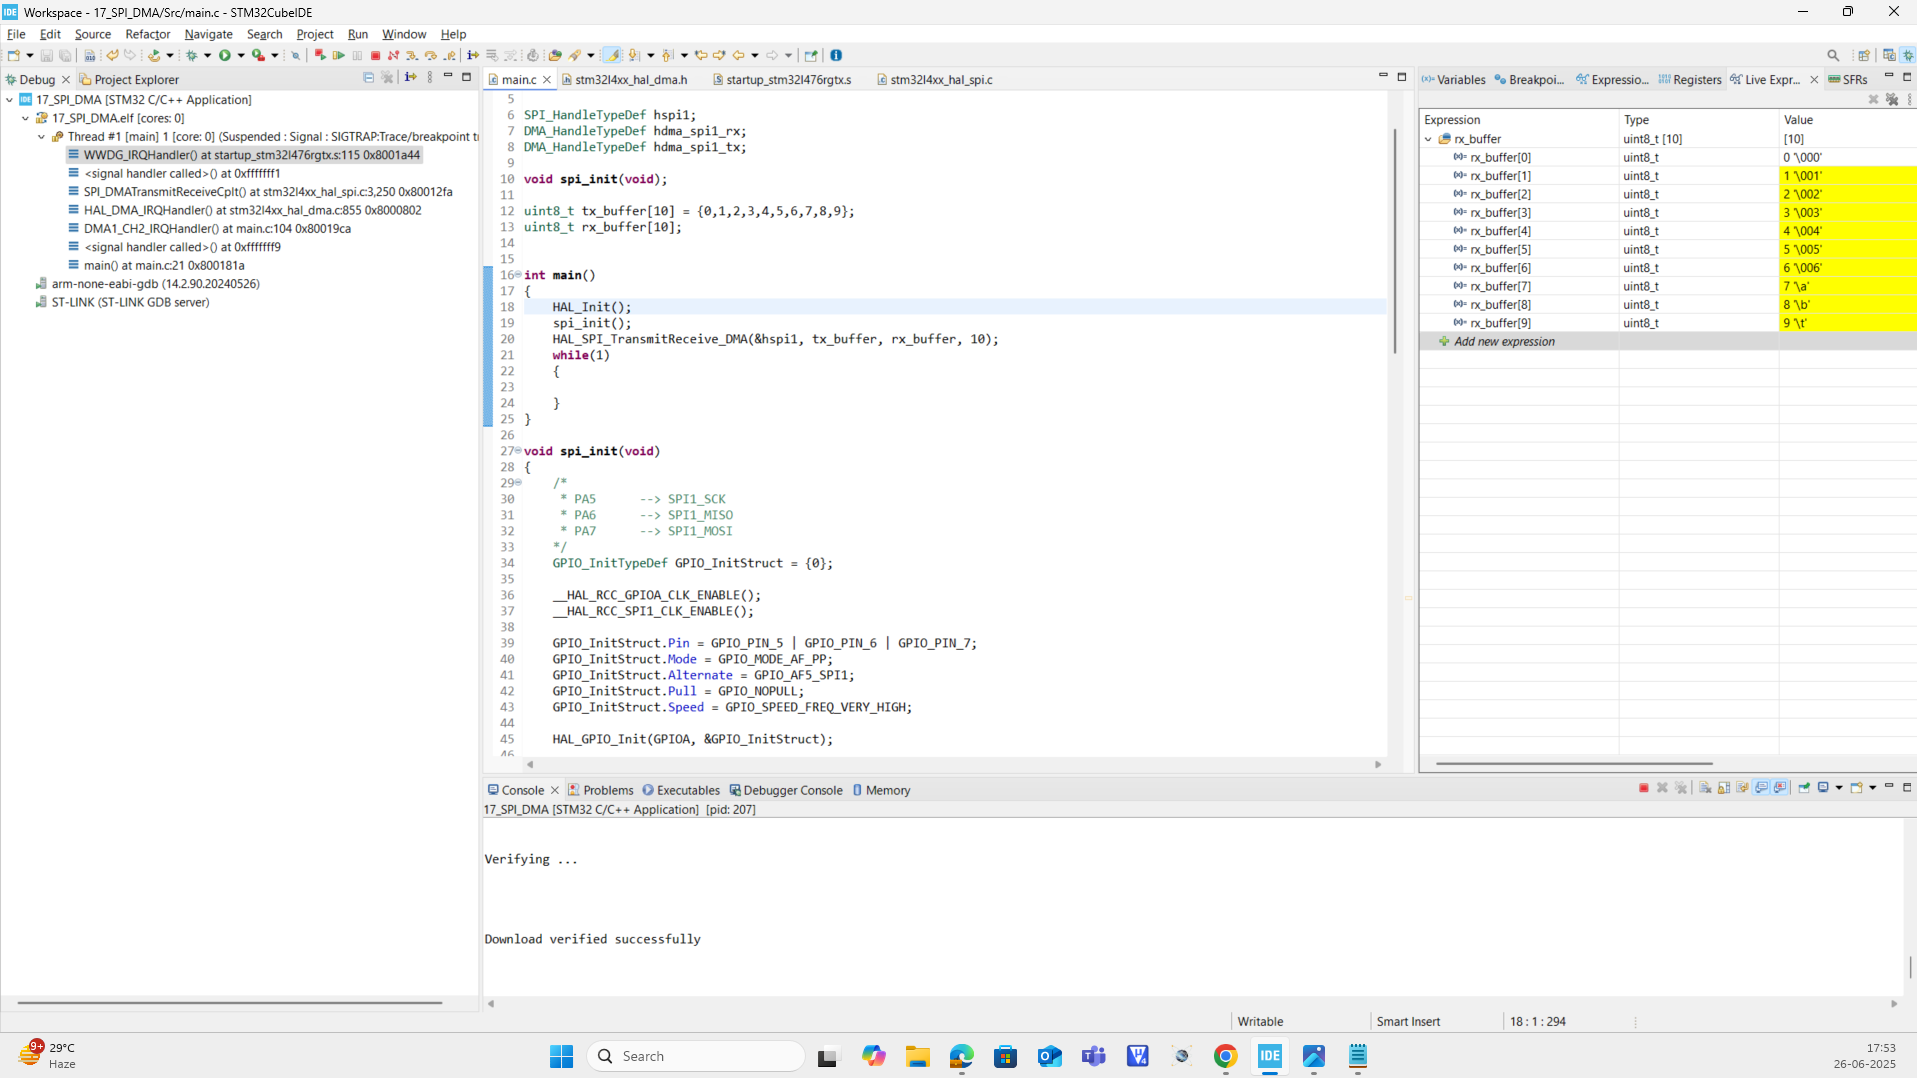 Workspace - 17_SPI_DMA/Src/main.c - STM32CubeIDE
File Edit Source Refactor Navigate Search Project Run Window Help
Debug Project Explorer
17_SPI_DMA [STM32 C/C++ Application]
17_SPI_DMA.elf [cores: 0]
Thread #1 [main] 1 [core: 0] (Suspended : Signal : SIGTRAP:Trace/breakpoint tr
WWDG_IRQHandler() at startup_stm32l476rgtx.s:115 0x8001a44
<signal handler called>() at 0xfffffff1
SPI_DMATransmitReceiveCplt() at stm32l4xx_hal_spi.c:3,250 0x80012fa
HAL_DMA_IRQHandler() at stm32l4xx_hal_dma.c:855 0x8000802
DMA1_CH2_IRQHandler() at main.c:104 0x80019ca
<signal handler called>() at 0xfffffff9
main() at main.c:21 0x800181a
arm-none-eabi-gdb (14.2.90.20240526)
ST-LINK (ST-LINK GDB server)
main.c stm32l4xx_hal_dma.h startup_stm32l476rgtx.s stm32l4xx_hal_spi.c
5
6 SPI_HandleTypeDef hspi1;
7 DMA_HandleTypeDef hdma_spi1_rx;
8 DMA_HandleTypeDef hdma_spi1_tx;
9
10 void spi_init(void);
11
12 uint8_t tx_buffer[10] = {0,1,2,3,4,5,6,7,8,9};
13 uint8_t rx_buffer[10];
14
15
16 int main()
17 {
18 HAL_Init();
19 spi_init();
20 HAL_SPI_TransmitReceive_DMA(&hspi1, tx_buffer, rx_buffer, 10);
21 while(1)
22 {
23
24 }
25 }
26
27 void spi_init(void)
28 {
29 /*
30 * PA5 --> SPI1_SCK
31 * PA6 --> SPI1_MISO
32 * PA7 --> SPI1_MOSI
33 */
34 GPIO_InitTypeDef GPIO_InitStruct = {0};
35
36 __HAL_RCC_GPIOA_CLK_ENABLE();
37 __HAL_RCC_SPI1_CLK_ENABLE();
38
39 GPIO_InitStruct.Pin = GPIO_PIN_5 | GPIO_PIN_6 | GPIO_PIN_7;
40 GPIO_InitStruct.Mode = GPIO_MODE_AF_PP;
41 GPIO_InitStruct.Alternate = GPIO_AF5_SPI1;
42 GPIO_InitStruct.Pull = GPIO_NOPULL;
43 GPIO_InitStruct.Speed = GPIO_SPEED_FREQ_VERY_HIGH;
44
45 HAL_GPIO_Init(GPIOA, &GPIO_InitStruct);
46
Variables Breakpoi... Expressio... Registers Live Expr... SFRs
Expression Type Value
rx_buffer uint8_t [10] [10]
rx_buffer[0] uint8_t 0 '\000'
rx_buffer[1] uint8_t 1 '\001'
rx_buffer[2] uint8_t 2 '\002'
rx_buffer[3] uint8_t 3 '\003'
rx_buffer[4] uint8_t 4 '\004'
rx_buffer[5] uint8_t 5 '\005'
rx_buffer[6] uint8_t 6 '\006'
rx_buffer[7] uint8_t 7 '\a'
rx_buffer[8] uint8_t 8 '\b'
rx_buffer[9] uint8_t 9 '\t'
Add new expression
Console Problems Executables Debugger Console Memory
17_SPI_DMA [STM32 C/C++ Application] [pid: 207]
Verifying ...
Download verified successfully
Writable Smart Insert 18 : 1 : 294
9+ 29°C
Haze
Search
IDE
17:53
26-06-2025